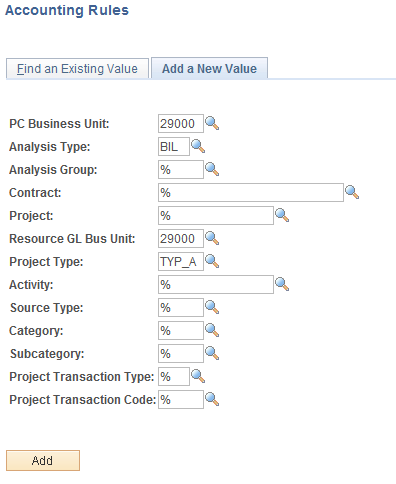 Accounting Rules
Find an Existing Value Add a New Value
PC Business Unit: 29000
Analysis Type: BIL
Analysis Group: %
Contract: %
Project: %
Resource GL Bus Unit: 29000
Project Type: TYP_A
Activity: %
Source Type: %
Category: %
Subcategory: %
Project Transaction Type: %
Project Transaction Code: %
Add